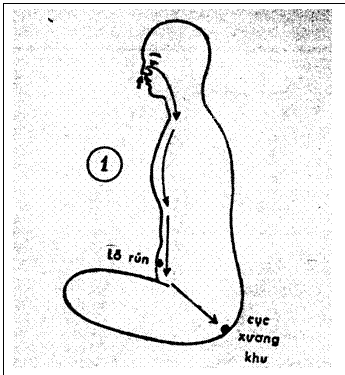 1
Lỗ rún
cục
xương
khu